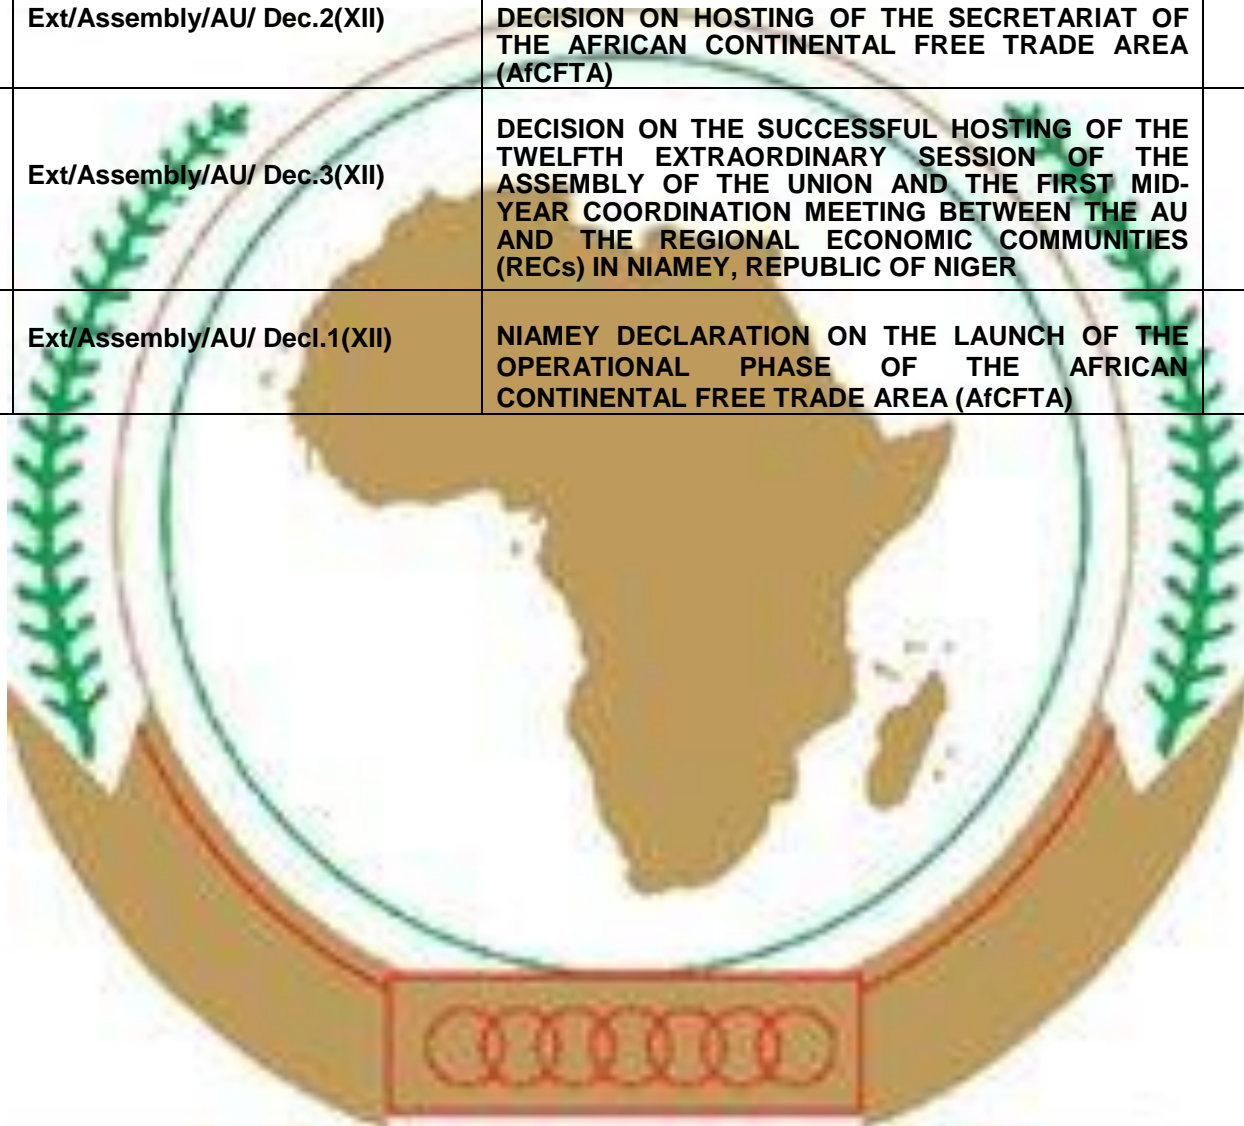 Ext/Assembly/AU/ Dec.2(XII)
DECISION ON HOSTING OF THE SECRETARIAT OF
THE AFRICAN CONTINENTAL FREE TRADE AREA
(AfCFTA)
Ext/Assembly/AU/ Dec.3(XII)
DECISION ON THE SUCCESSFUL HOSTING OF THE
TWELFTH EXTRAORDINARY SESSION OF THE
ASSEMBLY OF THE UNION AND THE FIRST MID-
YEAR COORDINATION MEETING BETWEEN THE AU
AND THE REGIONAL ECONOMIC COMMUNITIES
(RECs) IN NIAMEY, REPUBLIC OF NIGER
Ext/Assembly/AU/ Decl.1(XII)
NIAMEY DECLARATION ON THE LAUNCH OF THE
OPERATIONAL PHASE OF THE AFRICAN
CONTINENTAL FREE TRADE AREA (AfCFTA)